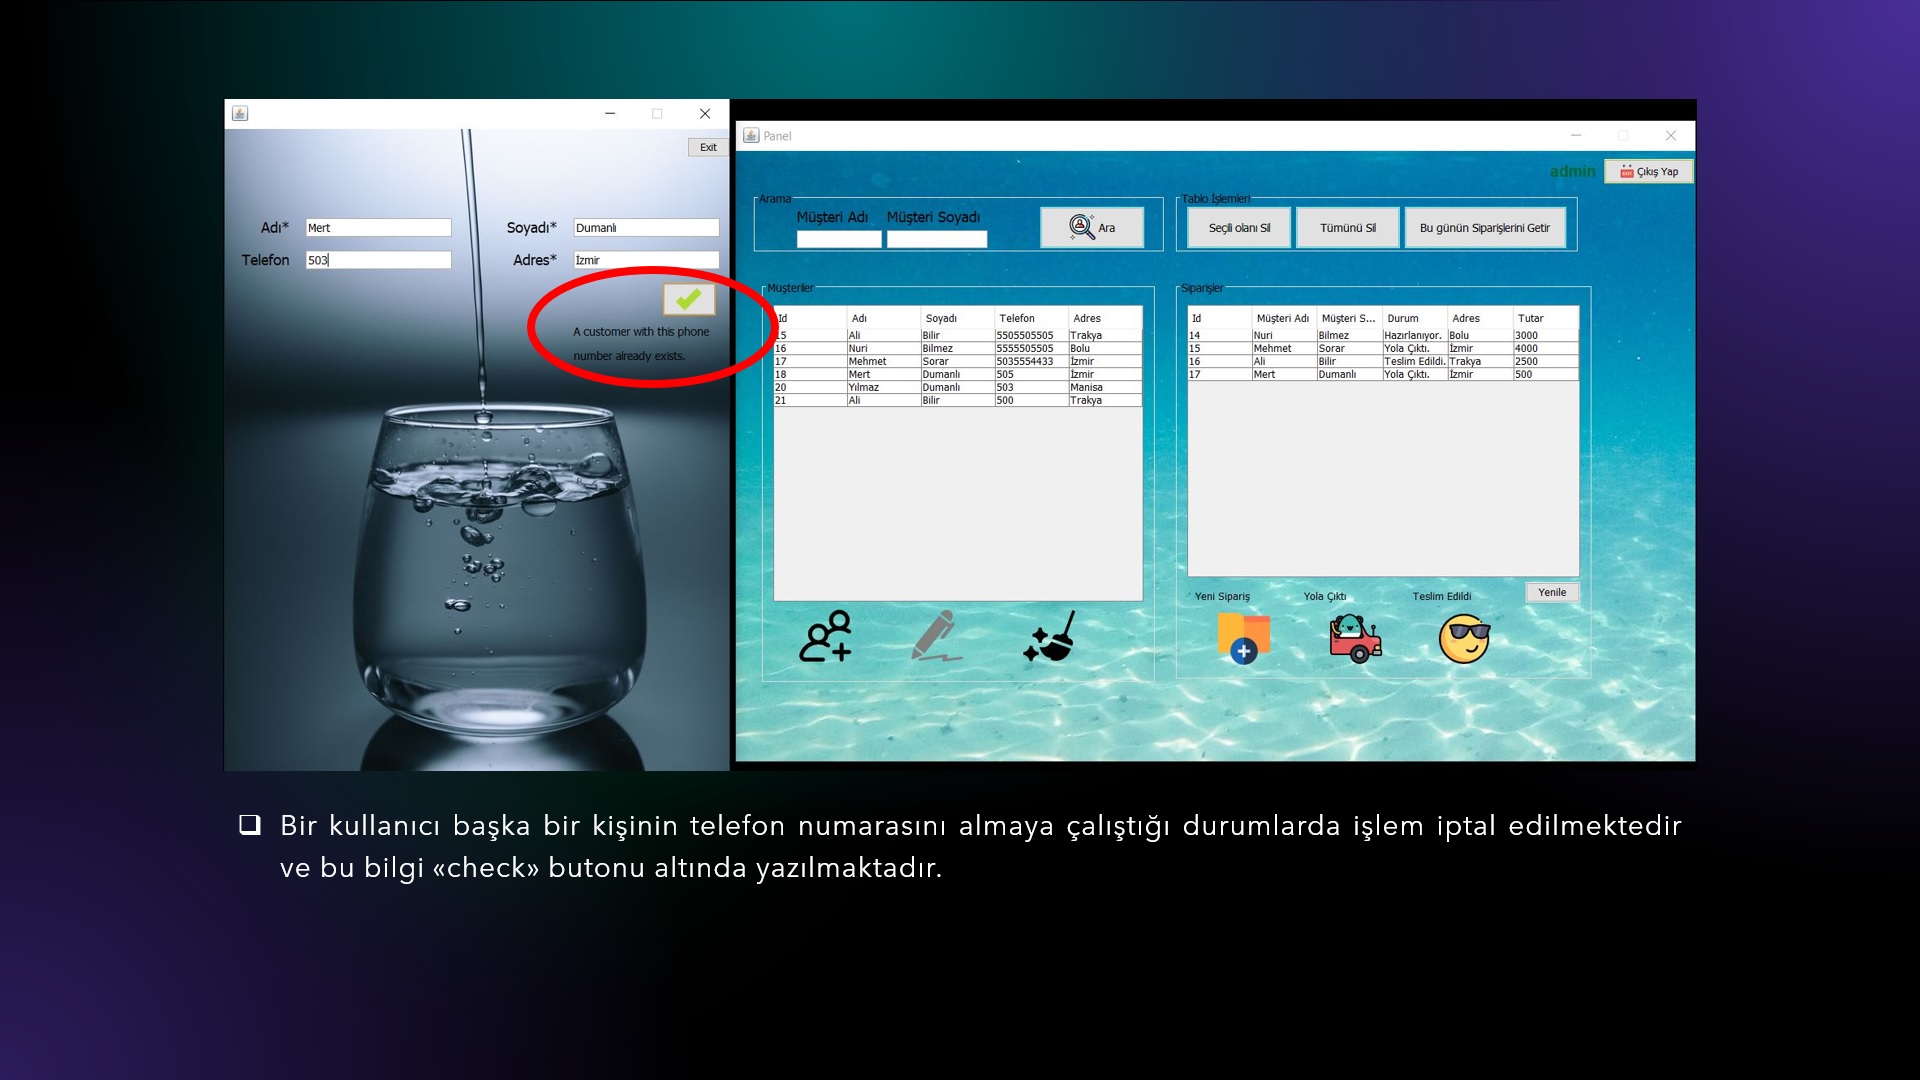 Exit
Adı* Mert Soyadı* Dumanlı
Telefon 503 Adres* İzmir
A customer with this phone
number already exists.
Panel
admin Çıkış Yap
Arama
Müşteri Adı Müşteri Soyadı
Ara
Tablo İşlemleri
Seçili olanı Sil Tümünü Sil Bu günün Siparişlerini Getir
Müşteriler
Id Adı Soyadı Telefon Adres
15 Ali Bilir 5505505505 Trakya
16 Nuri Bilmez 5555505505 Bolu
17 Mehmet Sorar 5035554433 İzmir
18 Mert Dumanlı 505 İzmir
20 Yılmaz Dumanlı 503 Manisa
21 Ali Bilir 500 Trakya
Siparişler
Id Müşteri Adı Müşteri S... Durum Adres Tutar
14 Nuri Bilmez Hazırlanıyor. Bolu 3000
15 Mehmet Sorar Yola Çıktı. İzmir 4000
16 Ali Bilir Teslim Edildi. Trakya 2500
17 Mert Dumanlı Yola Çıktı. İzmir 500
Yeni Sipariş Yola Çıktı Teslim Edildi Yenile
❑ Bir kullanıcı başka bir kişinin telefon numarasını almaya çalıştığı durumlarda işlem iptal edilmektedir
ve bu bilgi «check» butonu altında yazılmaktadır.